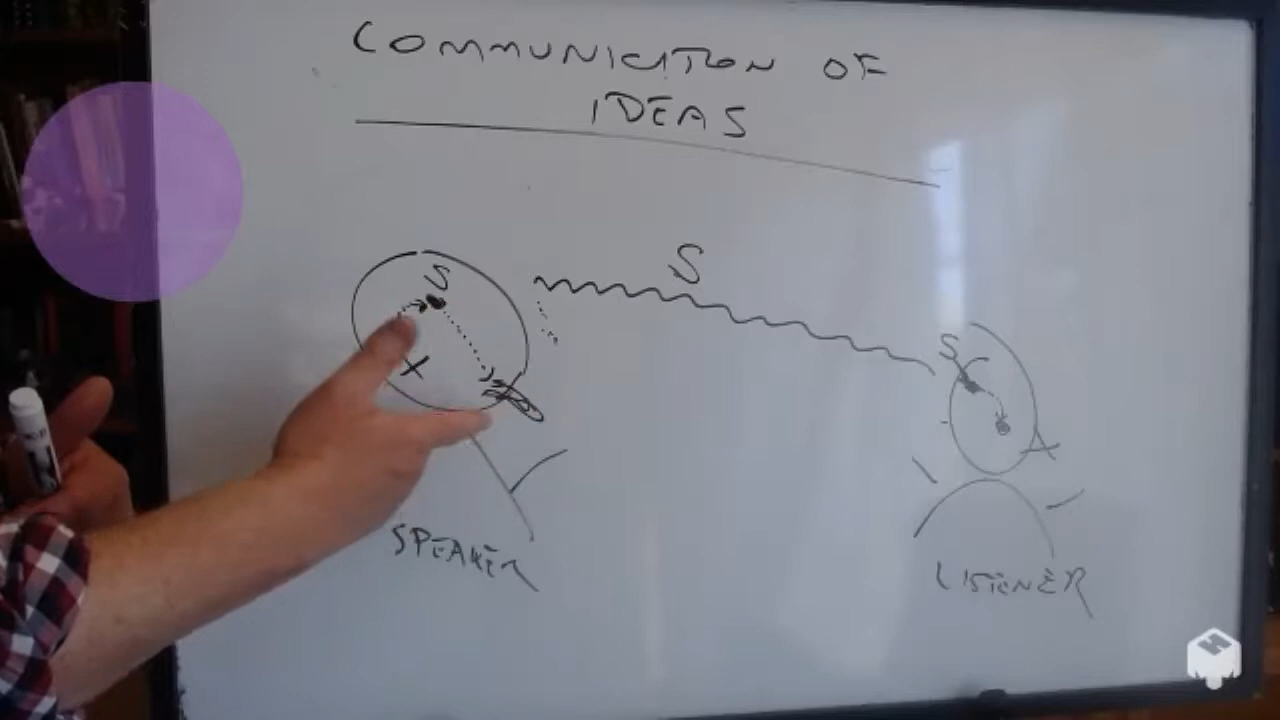 COMMUNICATION OF
IDEAS
S
S
S
X
X
SPEAKER
LISTENER